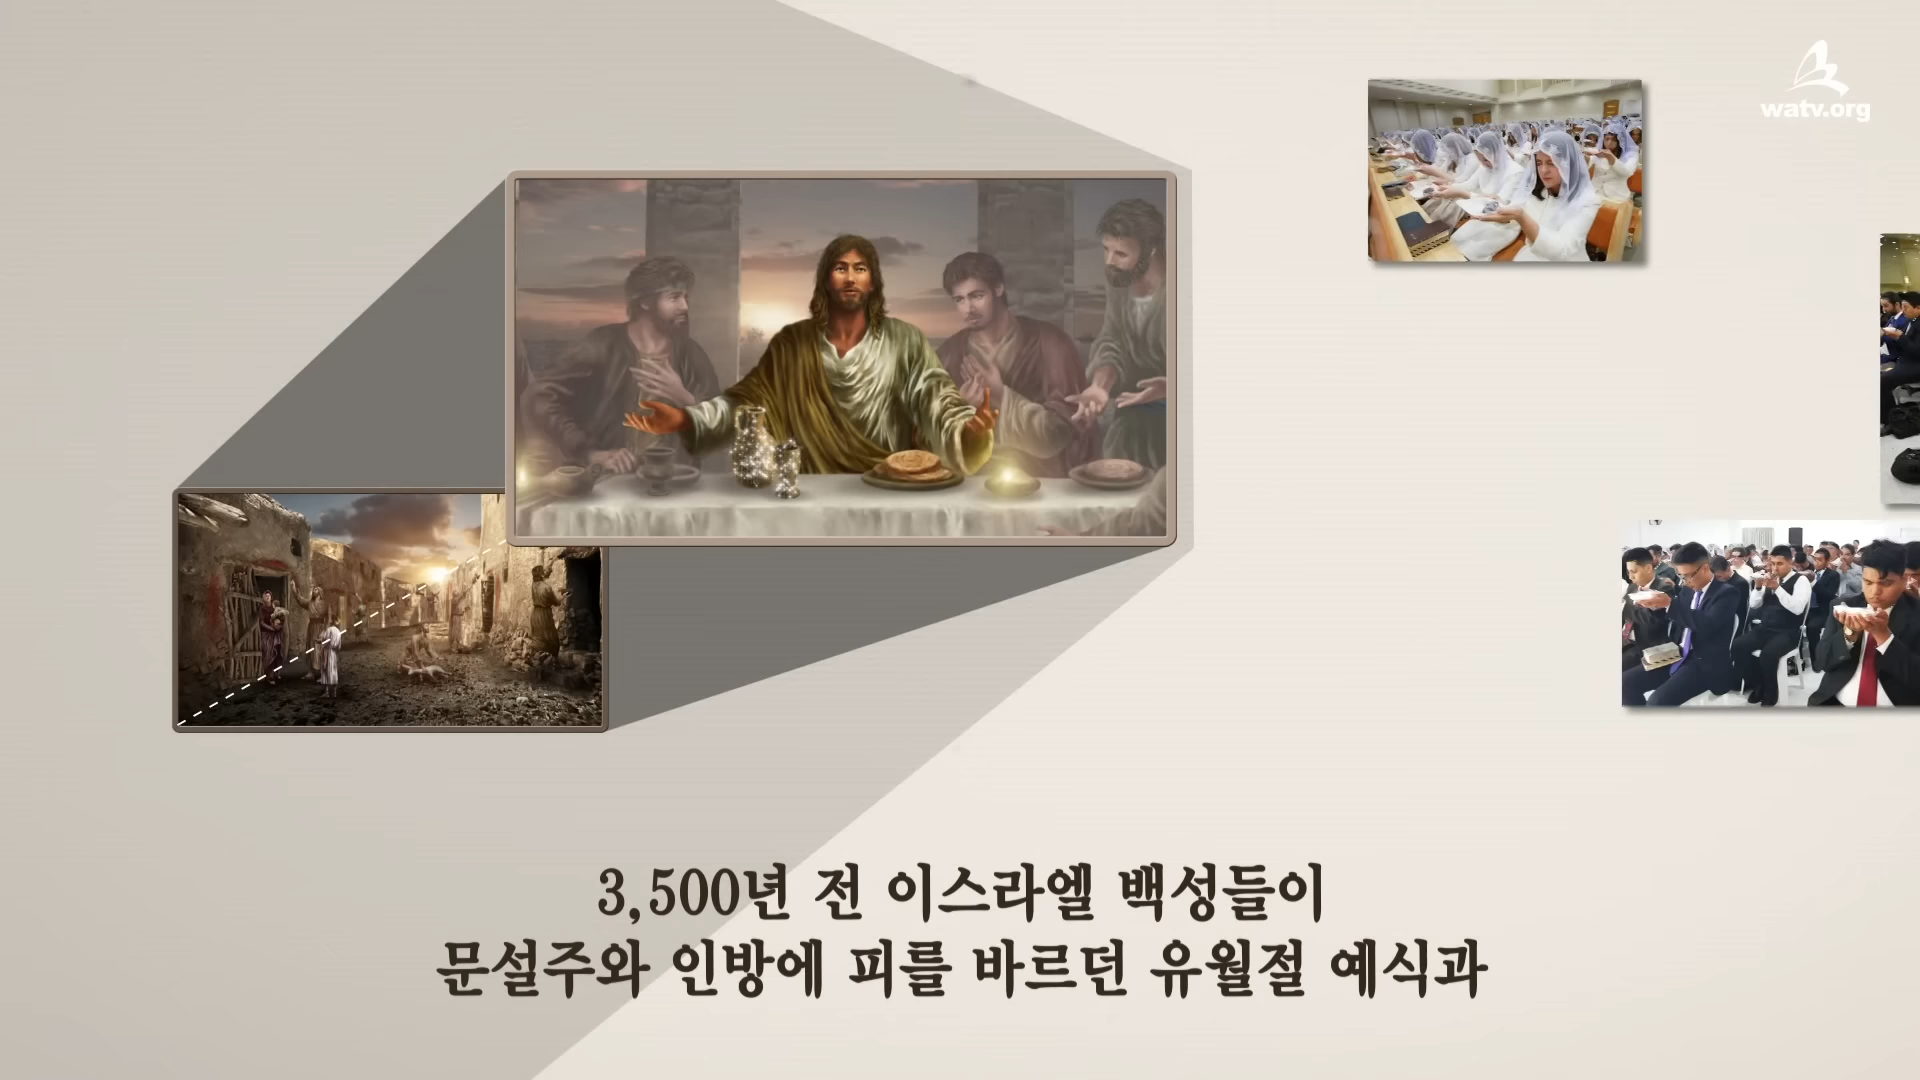 watv.org
3,500년 전 이스라엘 백성들이
문설주와 인방에 피를 바르던 유월절 예식과